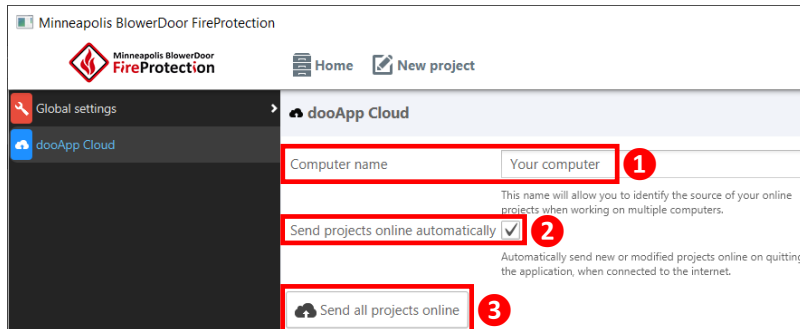 Minneapolis BlowerDoor FireProtection
Minneapolis BlowerDoor
FireProtection
Home
New project
Global settings
dooApp Cloud
dooApp Cloud
Computer name
Your computer
1
This name will allow you to identify the source of your online
projects when working on multiple computers.
Send projects online automatically
2
Automatically send new or modified projects online on quitting
the application, when connected to the internet.
Send all projects online
3